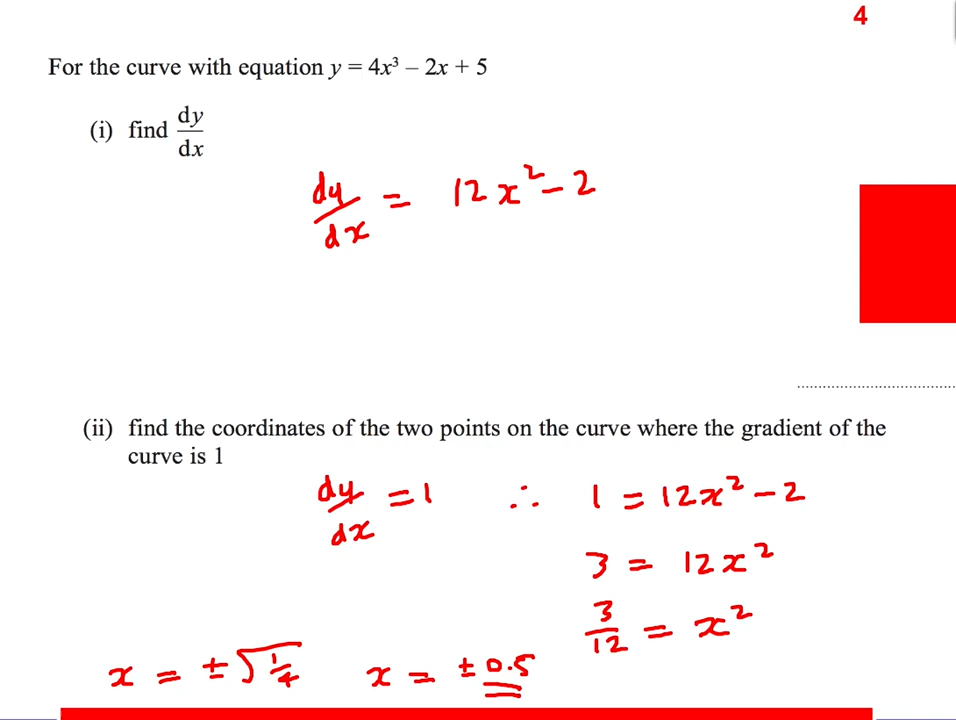 4
For the curve with equation y = 4x³ – 2x + 5
(i) find dy/dx
dy/dx = 12x² - 2
(ii) find the coordinates of the two points on the curve where the gradient of the
curve is 1
dy/dx = 1 ∴ 1 = 12x² - 2
3 = 12x²
3/12 = x²
x = ±√1/4 x = ±0.5